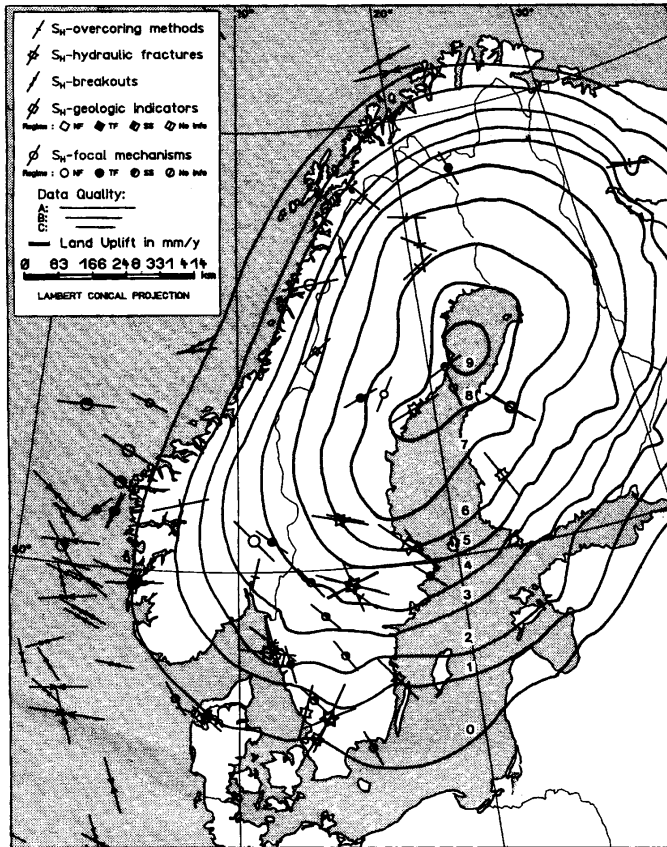 10° 20° 30°
S_H-overcoring methods
S_H-hydraulic fractures
S_H-breakouts
S_H-geologic indicators
Regime : NF TF SS No Info
S_H-focal mechanisms
Regime : NF TF SS No Info
Data Quality:
A:
B:
C:
Land Uplift in mm/y
0 83 166 248 331 414 km
LAMBERT CONICAL PROJECTION
0
9
8
7
6
5
4
3
2
1
0
60°